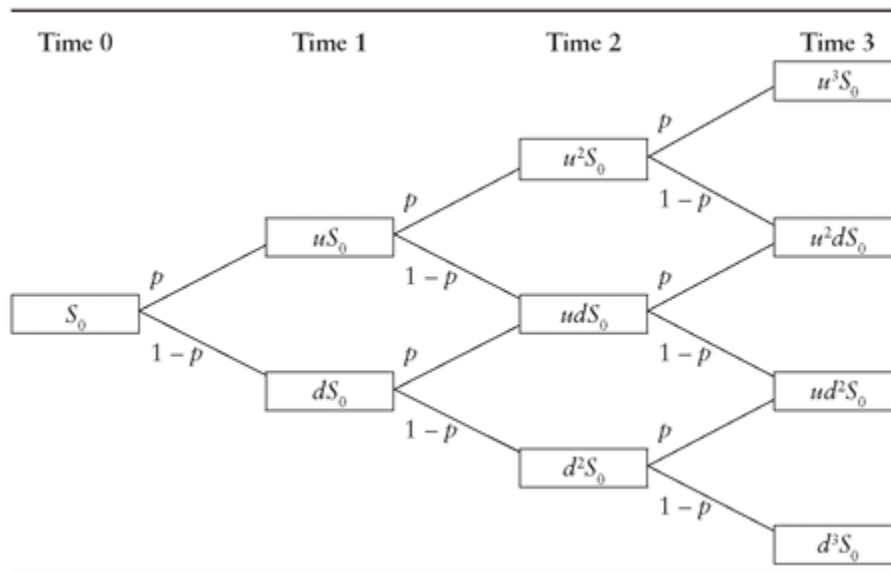 Time 0 Time 1 Time 2 Time 3
u³S₀
p
u²S₀
p 1 – p
uS₀ u²dS₀
p 1 – p p
S₀ udS₀
1 – p p 1 – p
dS₀ ud²S₀
1 – p p
d²S₀
1 – p
d³S₀